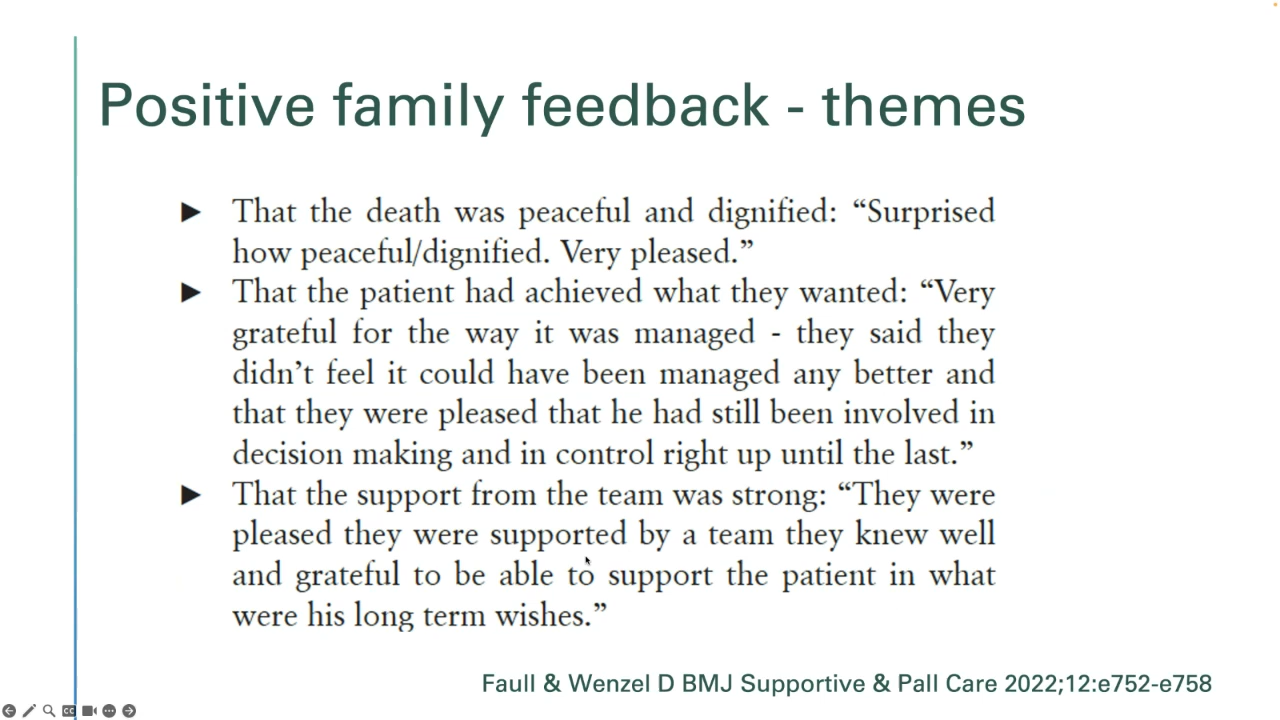 Positive family feedback - themes
► That the death was peaceful and dignified: “Surprised
how peaceful/dignified. Very pleased.”
► That the patient had achieved what they wanted: “Very
grateful for the way it was managed - they said they
didn’t feel it could have been managed any better and
that they were pleased that he had still been involved in
decision making and in control right up until the last.”
► That the support from the team was strong: “They were
pleased they were supported by a team they knew well
and grateful to be able to support the patient in what
were his long term wishes.”
Faull & Wenzel D BMJ Supportive & Pall Care 2022;12:e752-e758
CC